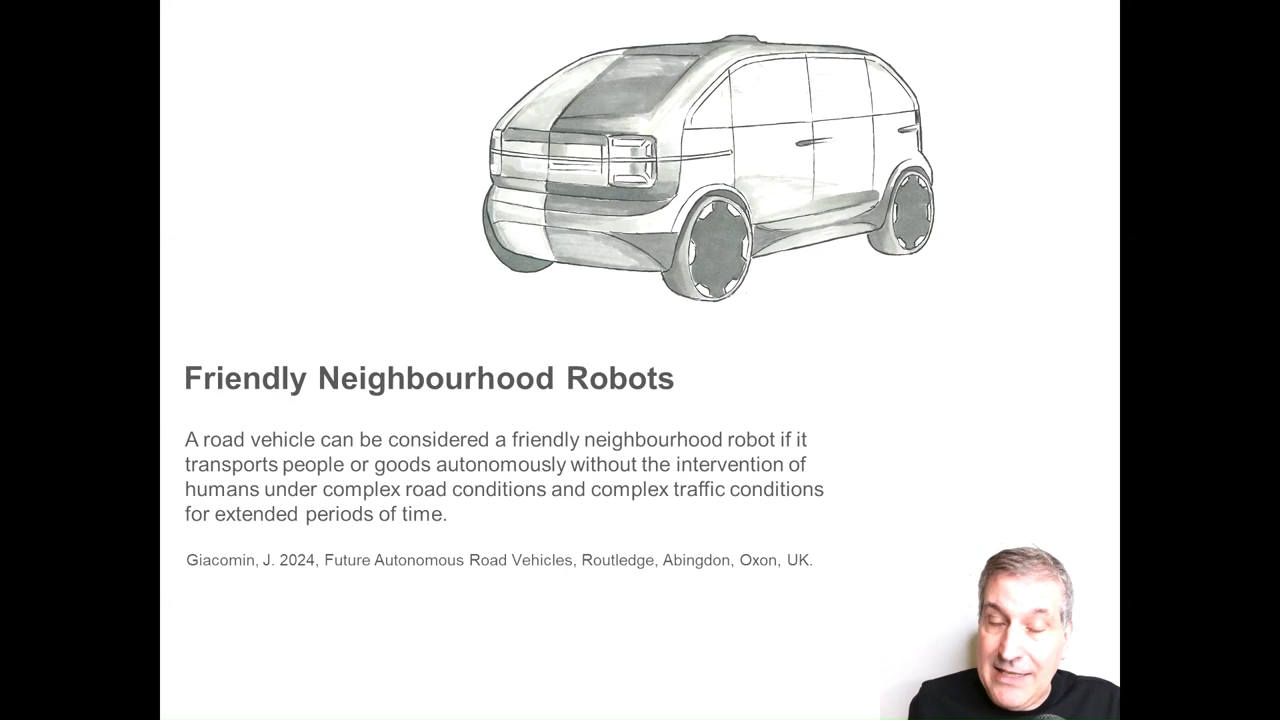 Friendly Neighbourhood Robots
A road vehicle can be considered a friendly neighbourhood robot if it
transports people or goods autonomously without the intervention of
humans under complex road conditions and complex traffic conditions
for extended periods of time.
Giacomin, J. 2024, Future Autonomous Road Vehicles, Routledge, Abingdon, Oxon, UK.